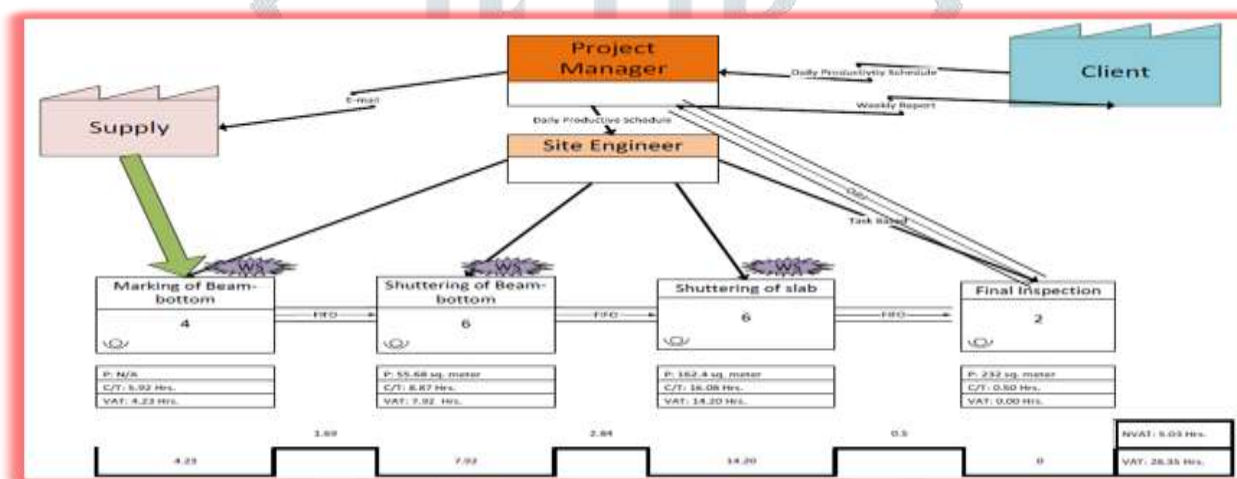 Project
Manager
Client
Daily Productivtiy Schedule
E-mail
Weekly Report
Supply
Daily Productive Schedule
Site Engineer
Task Based
WS
WS
WS
Marking of Beam-
bottom
4
Shuttering of Beam-
bottom
6
Shuttering of slab
6
Final Inspection
2
FIFO
FIFO
FIFO
P: N/A
C/T: 5.92 Hrs.
VAT: 4.23 Hrs.
P: 55.68 sq. meter
C/T: 8.87 Hrs.
VAT: 7.92 Hrs.
P: 162.4 sq. meter
C/T: 16.08 Hrs.
VAT: 14.20 Hrs.
P: 232 sq. meter
C/T: 0.50 Hrs.
VAT: 0.00 Hrs.
1.69
2.84
0.5
NVAT: 5.03 Hrs.
4.23
7.92
14.20
0
VAT: 26.35 Hrs.